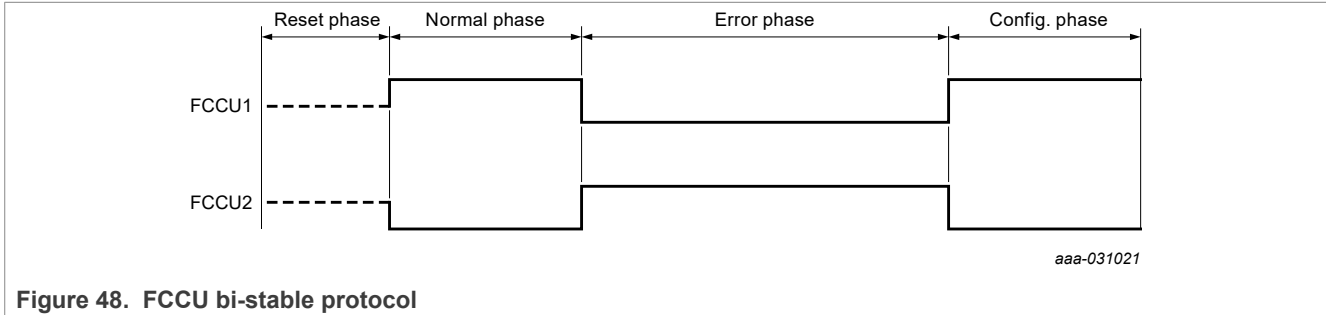 Reset phase Normal phase Error phase Config. phase
FCCU1
FCCU2
aaa-031021
Figure 48. FCCU bi-stable protocol